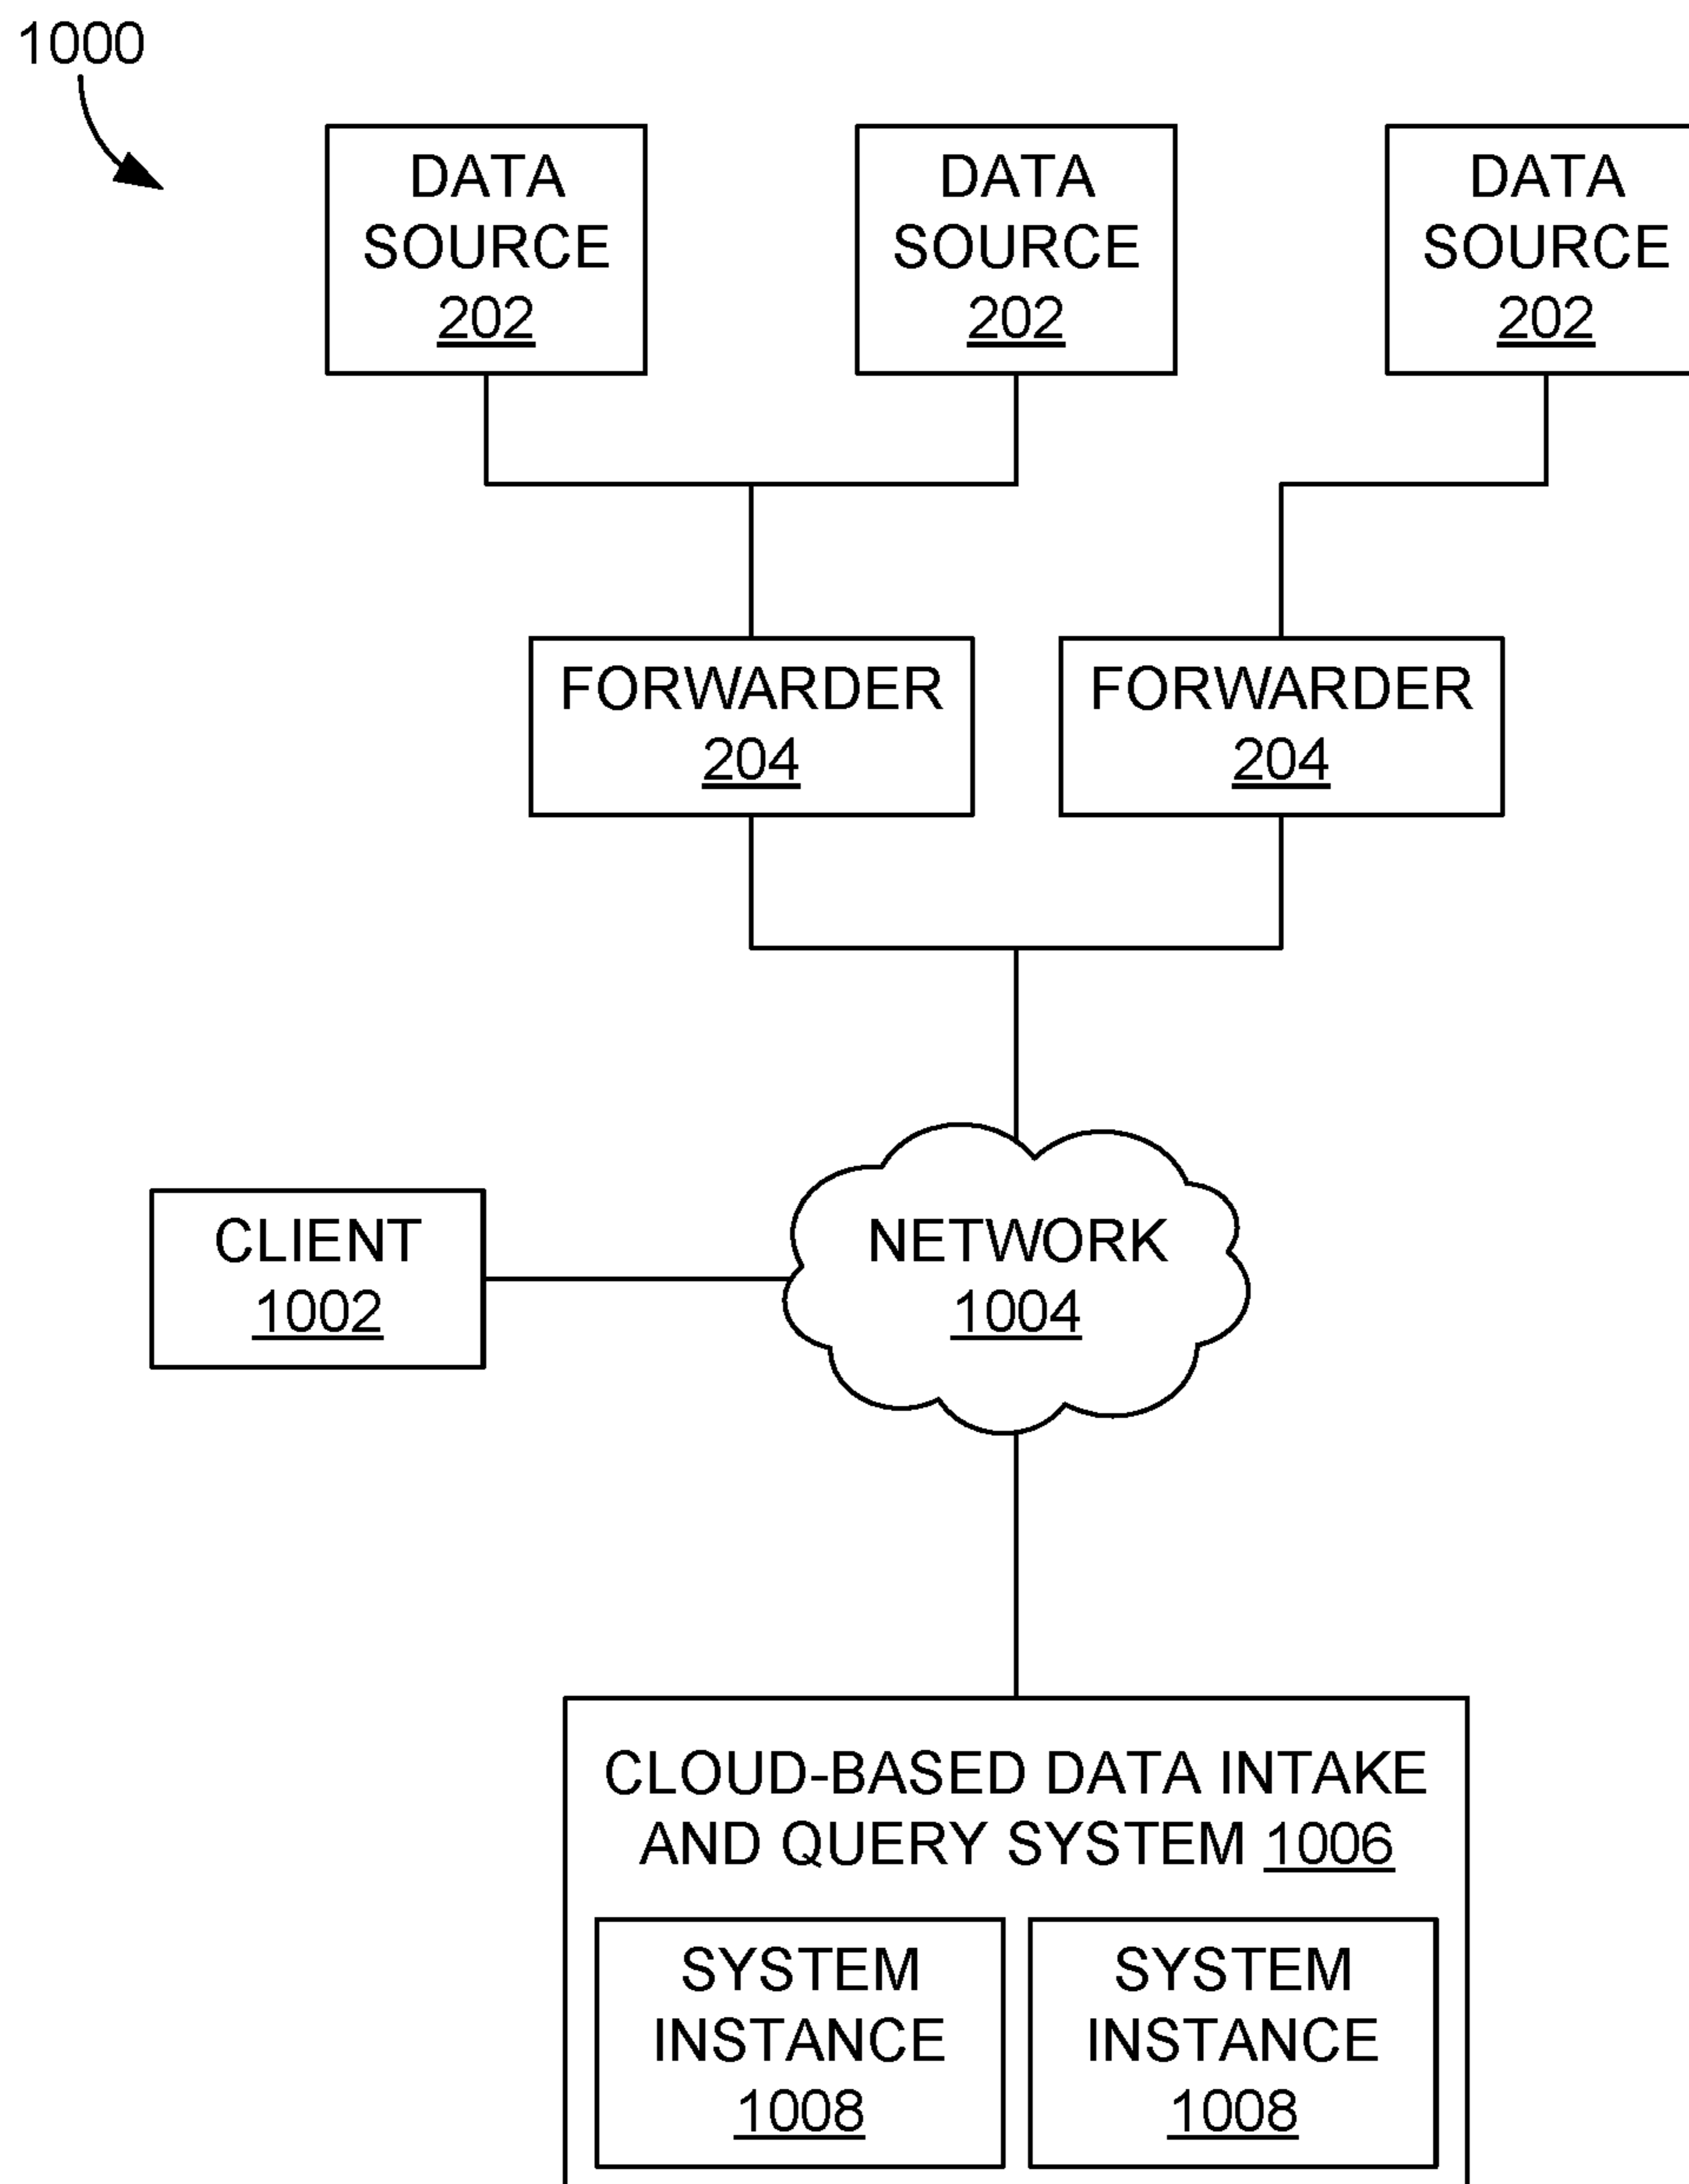 1000
DATA
SOURCE
202
DATA
SOURCE
202
DATA
SOURCE
202
FORWARDER
204
FORWARDER
204
CLIENT
1002
NETWORK
1004
CLOUD-BASED DATA INTAKE
AND QUERY SYSTEM 1006
SYSTEM
INSTANCE
1008
SYSTEM
INSTANCE
1008